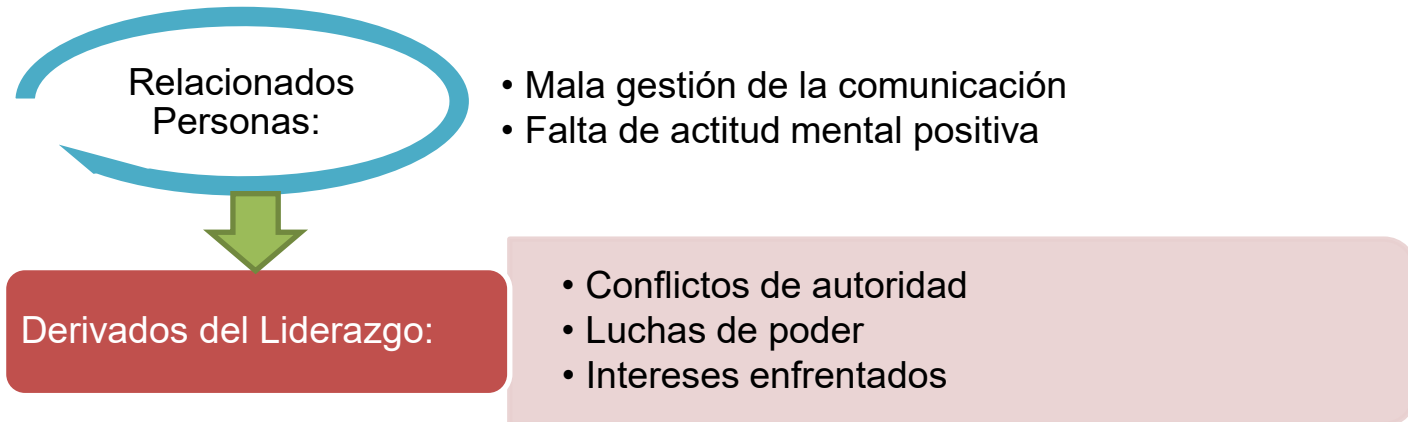 Relacionados
Personas:
• Mala gestión de la comunicación
• Falta de actitud mental positiva
Derivados del Liderazgo:
• Conflictos de autoridad
• Luchas de poder
• Intereses enfrentados